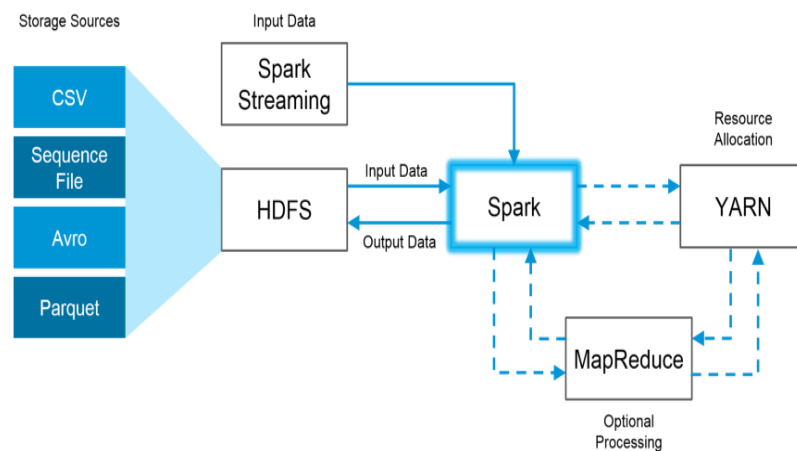 Storage Sources
CSV
Sequence
File
Avro
Parquet
Input Data
Spark
Streaming
HDFS
Input Data
Output Data
Spark
Resource
Allocation
YARN
MapReduce
Optional
Processing